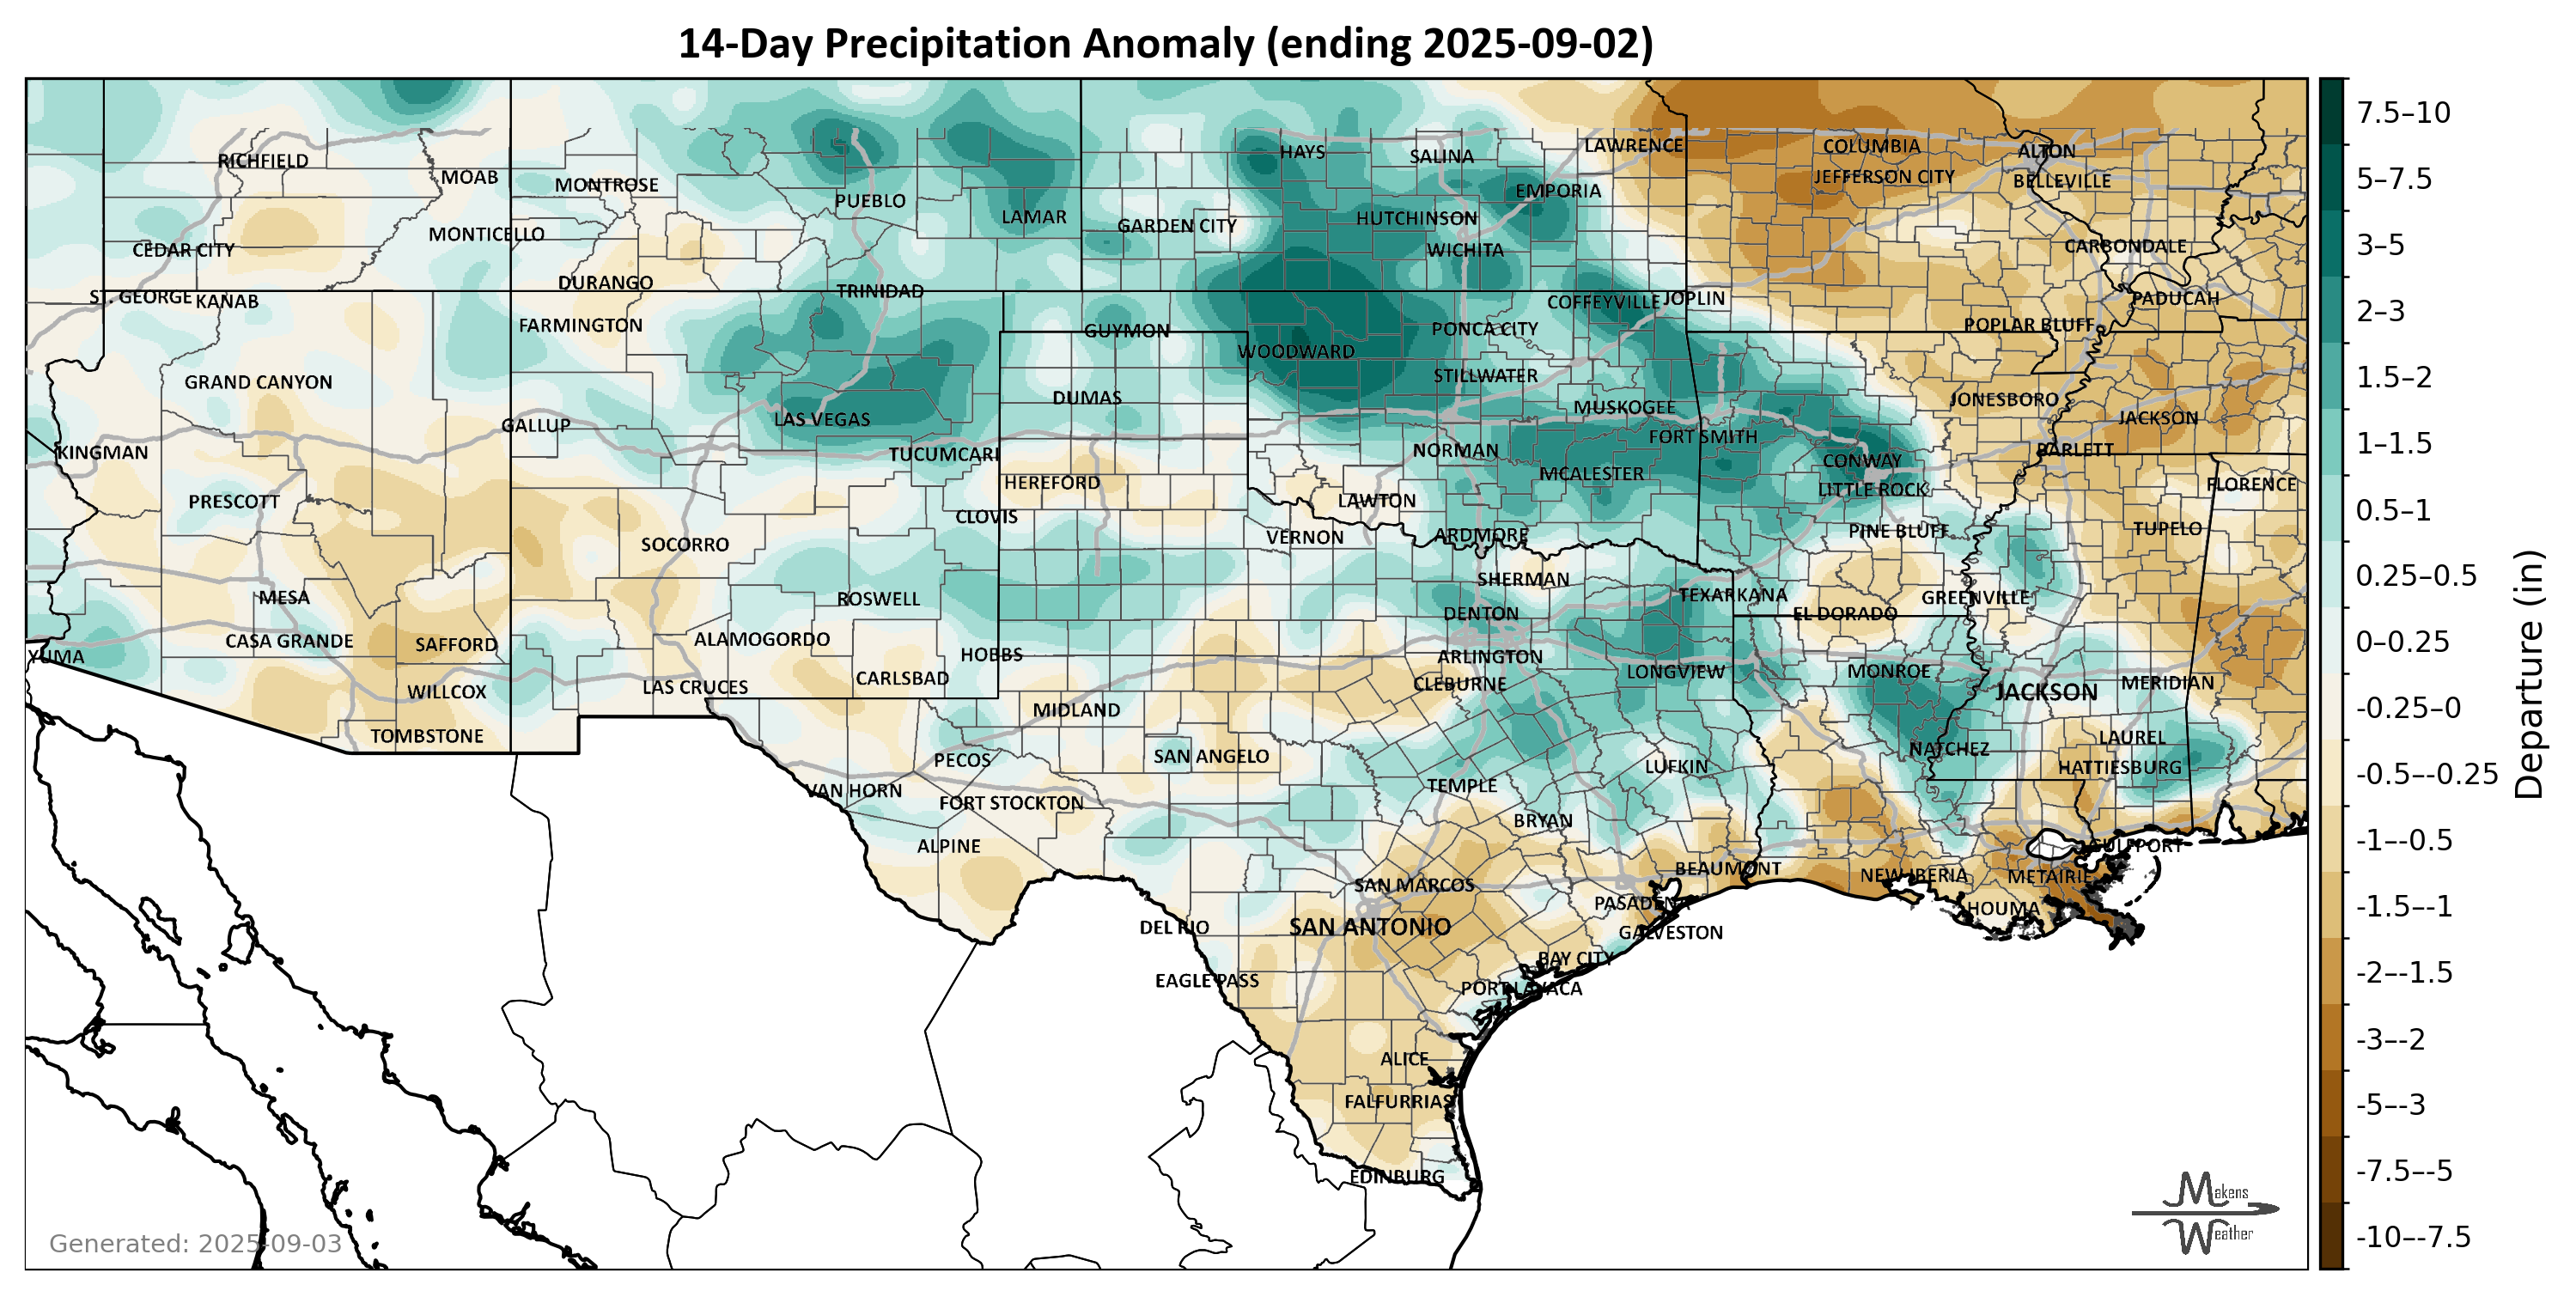 14-Day Precipitation Anomaly (ending 2025-09-02)
RICHFIELD
MOAB
MONTROSE
PUEBLO
LAMAR
HAYS
SALINA
LAWRENCE
COLUMBIA
ALTON
JEFFERSON CITY
BELLEVILLE
EMPORIA
GARDEN CITY
HUTCHINSON
WICHITA
MONTICELLO
CEDAR CITY
CARBONDALE
DURANGO
TRINIDAD
ST. GEORGE
KANAB
COFFEYVILLE
JOPLIN
PADUCAH
FARMINGTON
GUYMON
PONCA CITY
POPLAR BLUFF
WOODWARD
STILLWATER
GRAND CANYON
DUMAS
MUSKOGEE
JONESBORO
JACKSON
LAS VEGAS
GALLUP
FORT SMITH
KINGMAN
TUCUMCARI
NORMAN
BARLETT
CONWAY
MCALESTER
HEREFORD
LITTLE ROCK
FLORENCE
PRESCOTT
LAWTON
CLOVIS
PINE BLUFF
TUPELO
SOCORRO
VERNON
ARDMORE
SHERMAN
MESA
ROSWELL
TEXARKANA
GREENVILLE
DENTON
EL DORADO
CASA GRANDE
SAFFORD
ALAMOGORDO
HOBBS
ARLINGTON
YUMA
LONGVIEW
MONROE
CARLSBAD
CLEBURNE
MERIDIAN
WILLCOX
LAS CRUCES
JACKSON
MIDLAND
TOMBSTONE
LAUREL
NATCHEZ
PECOS
SAN ANGELO
LUFKIN
HATTIESBURG
TEMPLE
VAN HORN
FORT STOCKTON
BRYAN
ALPINE
GULFPORT
BEAUMONT
NEW IBERIA
METAIRIE
SAN MARCOS
PASADENA
HOUMA
DEL RIO
SAN ANTONIO
GALVESTON
BAY CITY
EAGLE PASS
PORT LAVACA
ALICE
FALFURRIAS
EDINBURG
Generated: 2025-09-03
Makens
Weather
7.5–10
5–7.5
3–5
2–3
1.5–2
1–1.5
0.5–1
0.25–0.5
0–0.25
-0.25–0
-0.5–-0.25
-1–-0.5
-1.5–-1
-2–-1.5
-3–-2
-5–-3
-7.5–-5
-10–-7.5
Departure (in)